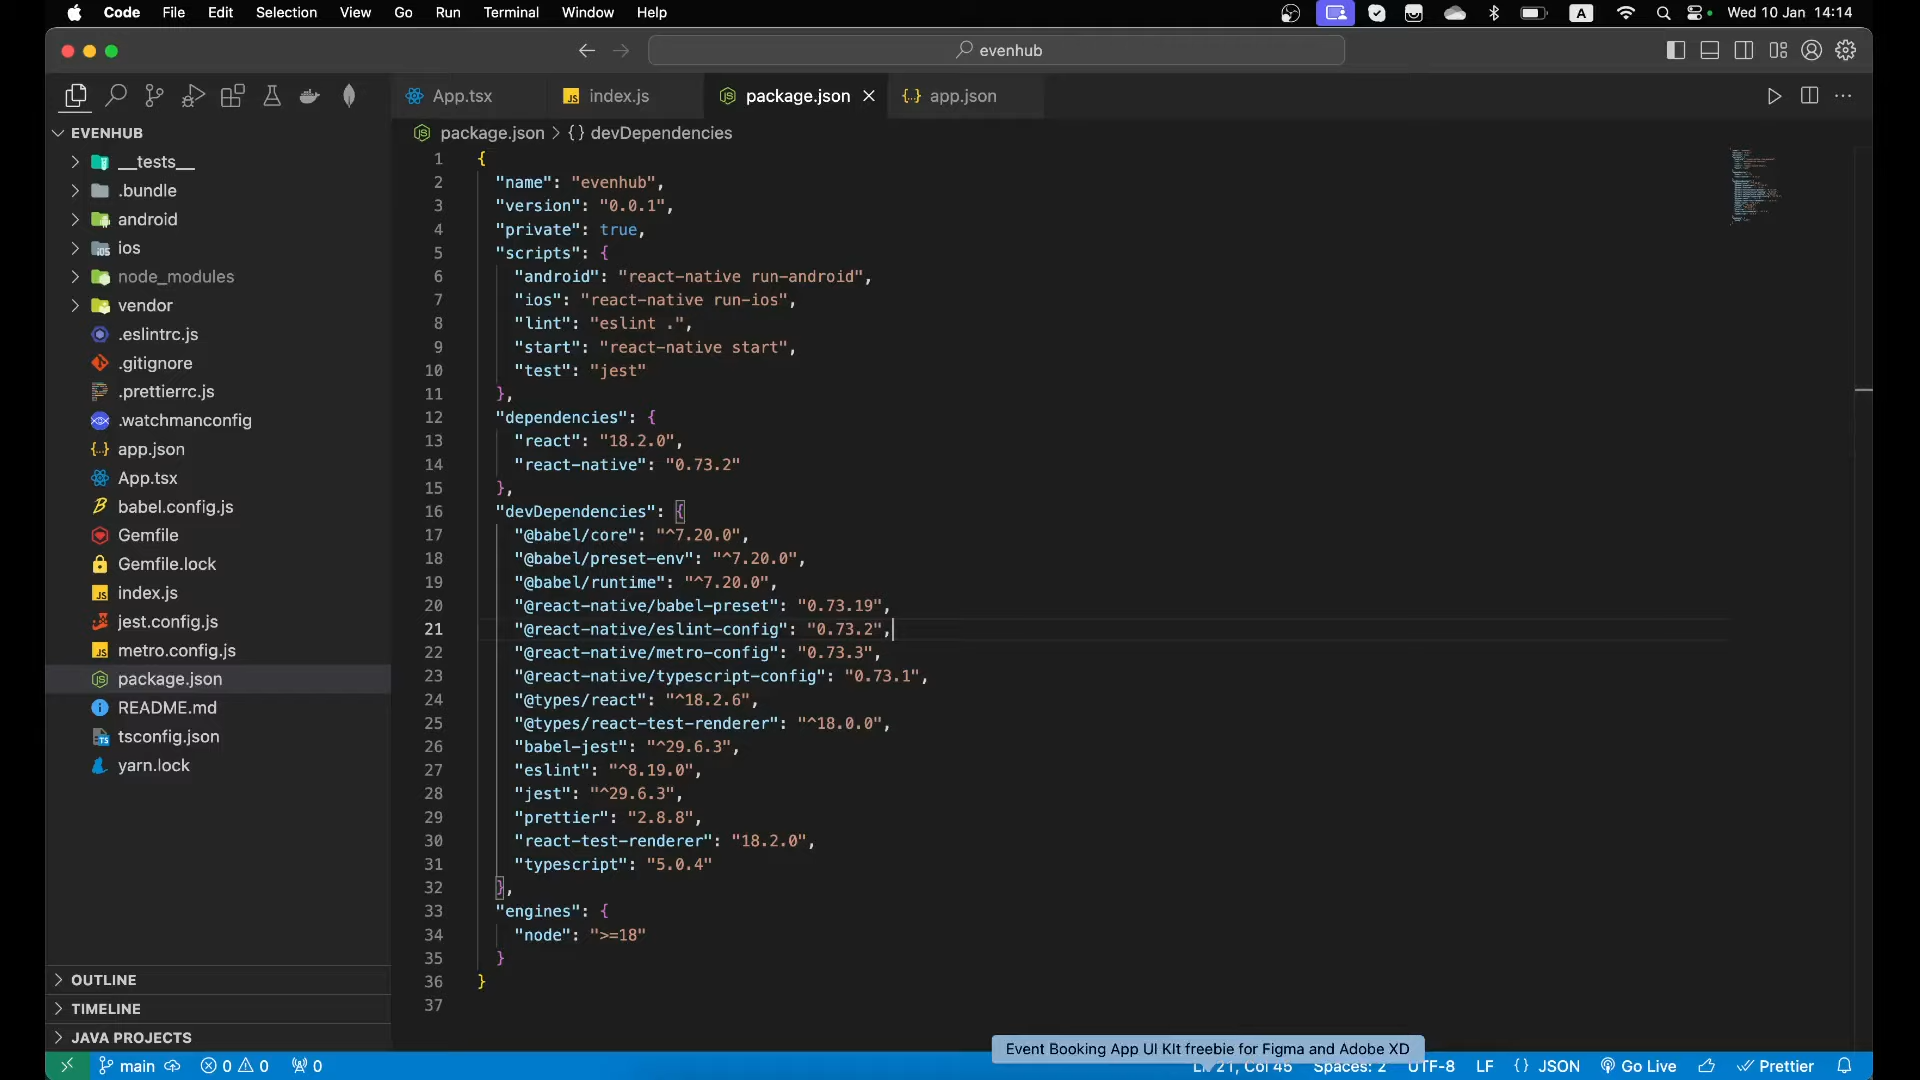 Code File Edit Selection View Go Run Terminal Window Help
A Wed 10 Jan 14:14
evenhub
App.tsx
JS index.js
package.json
{..} app.json
EVENHUB
package.json > {} devDependencies
__tests__
.bundle
android
ios
node_modules
vendor
.eslintrc.js
.gitignore
.prettierrc.js
.watchmanconfig
{..} app.json
App.tsx
babel.config.js
Gemfile
Gemfile.lock
JS index.js
jest.config.js
JS metro.config.js
package.json
README.md
TS tsconfig.json
yarn.lock
OUTLINE
TIMELINE
JAVA PROJECTS
1 {
2 "name": "evenhub",
3 "version": "0.0.1",
4 "private": true,
5 "scripts": {
6 "android": "react-native run-android",
7 "ios": "react-native run-ios",
8 "lint": "eslint .",
9 "start": "react-native start",
10 "test": "jest"
11 },
12 "dependencies": {
13 "react": "18.2.0",
14 "react-native": "0.73.2"
15 },
16 "devDependencies": {
17 "@babel/core": "^7.20.0",
18 "@babel/preset-env": "^7.20.0",
19 "@babel/runtime": "^7.20.0",
20 "@react-native/babel-preset": "0.73.19",
21 "@react-native/eslint-config": "0.73.2",
22 "@react-native/metro-config": "0.73.3",
23 "@react-native/typescript-config": "0.73.1",
24 "@types/react": "^18.2.6",
25 "@types/react-test-renderer": "^18.0.0",
26 "babel-jest": "^29.6.3",
27 "eslint": "^8.19.0",
28 "jest": "^29.6.3",
29 "prettier": "2.8.8",
30 "react-test-renderer": "18.2.0",
31 "typescript": "5.0.4"
32 },
33 "engines": {
34 "node": ">=18"
35 }
36 }
37
Event Booking App UI KIt freebie for Figma and Adobe XD
main 0 0 0 Ln 21, Col 45 Spaces: 2 UTF-8 LF {} JSON Go Live Prettier